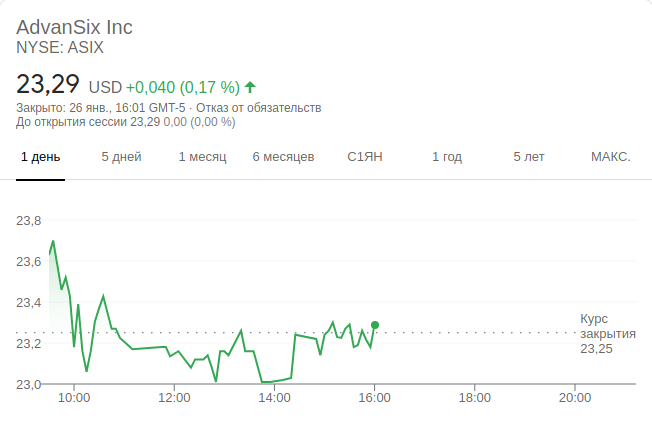 AdvanSix Inc
NYSE: ASIX
23,29 USD +0,040 (0,17 %)
Закрыто: 26 янв., 16:01 GMT-5 · Отказ от обязательств
До открытия сессии 23,29 0,00 (0,00 %)
1 день 5 дней 1 месяц 6 месяцев С1ЯН 1 год 5 лет МАКС.
23,8
23,6
23,4
23,2
23,0
Курс
закрытия
23,25
10:00 12:00 14:00 16:00 18:00 20:00